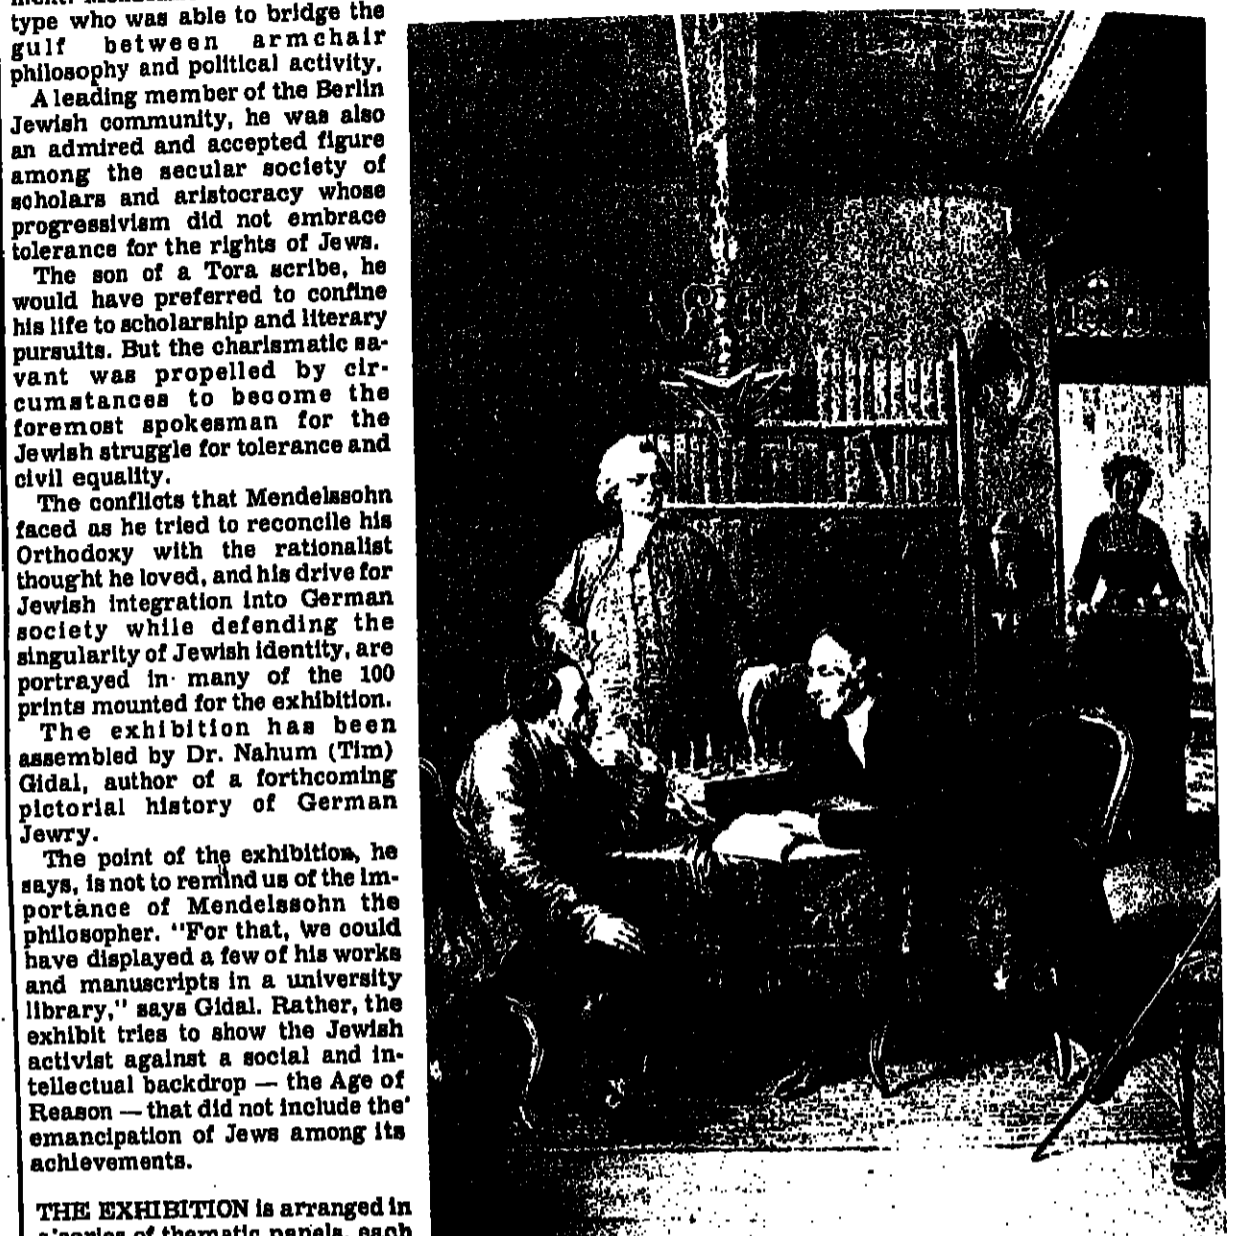 type who was able to bridge the
gulf between armchair
philosophy and political activity.
A leading member of the Berlin
Jewish community, he was also
an admired and accepted figure
among the secular society of
scholars and aristocracy whose
progressivism did not embrace
tolerance for the rights of Jews.
The son of a Tora scribe, he
would have preferred to confine
his life to scholarship and literary
pursuits. But the charismatic sa-
vant was propelled by cir-
cumstances to become the
foremost spokesman for the
Jewish struggle for tolerance and
civil equality.
The conflicts that Mendelssohn
faced as he tried to reconcile his
Orthodoxy with the rationalist
thought he loved, and his drive for
Jewish integration into German
society while defending the
singularity of Jewish identity, are
portrayed in many of the 100
prints mounted for the exhibition.
The exhibition has been
assembled by Dr. Nahum (Tim)
Gidal, author of a forthcoming
pictorial history of German
Jewry.
The point of the exhibition, he
says, is not to remind us of the im-
portance of Mendelssohn the
philosopher. "For that, we could
have displayed a few of his works
and manuscripts in a university
library," says Gidal. Rather, the
exhibit tries to show the Jewish
activist against a social and in-
tellectual backdrop — the Age of
Reason — that did not include the
emancipation of Jews among its
achievements.
THE EXHIBITION is arranged in
a series of thematic panels, each